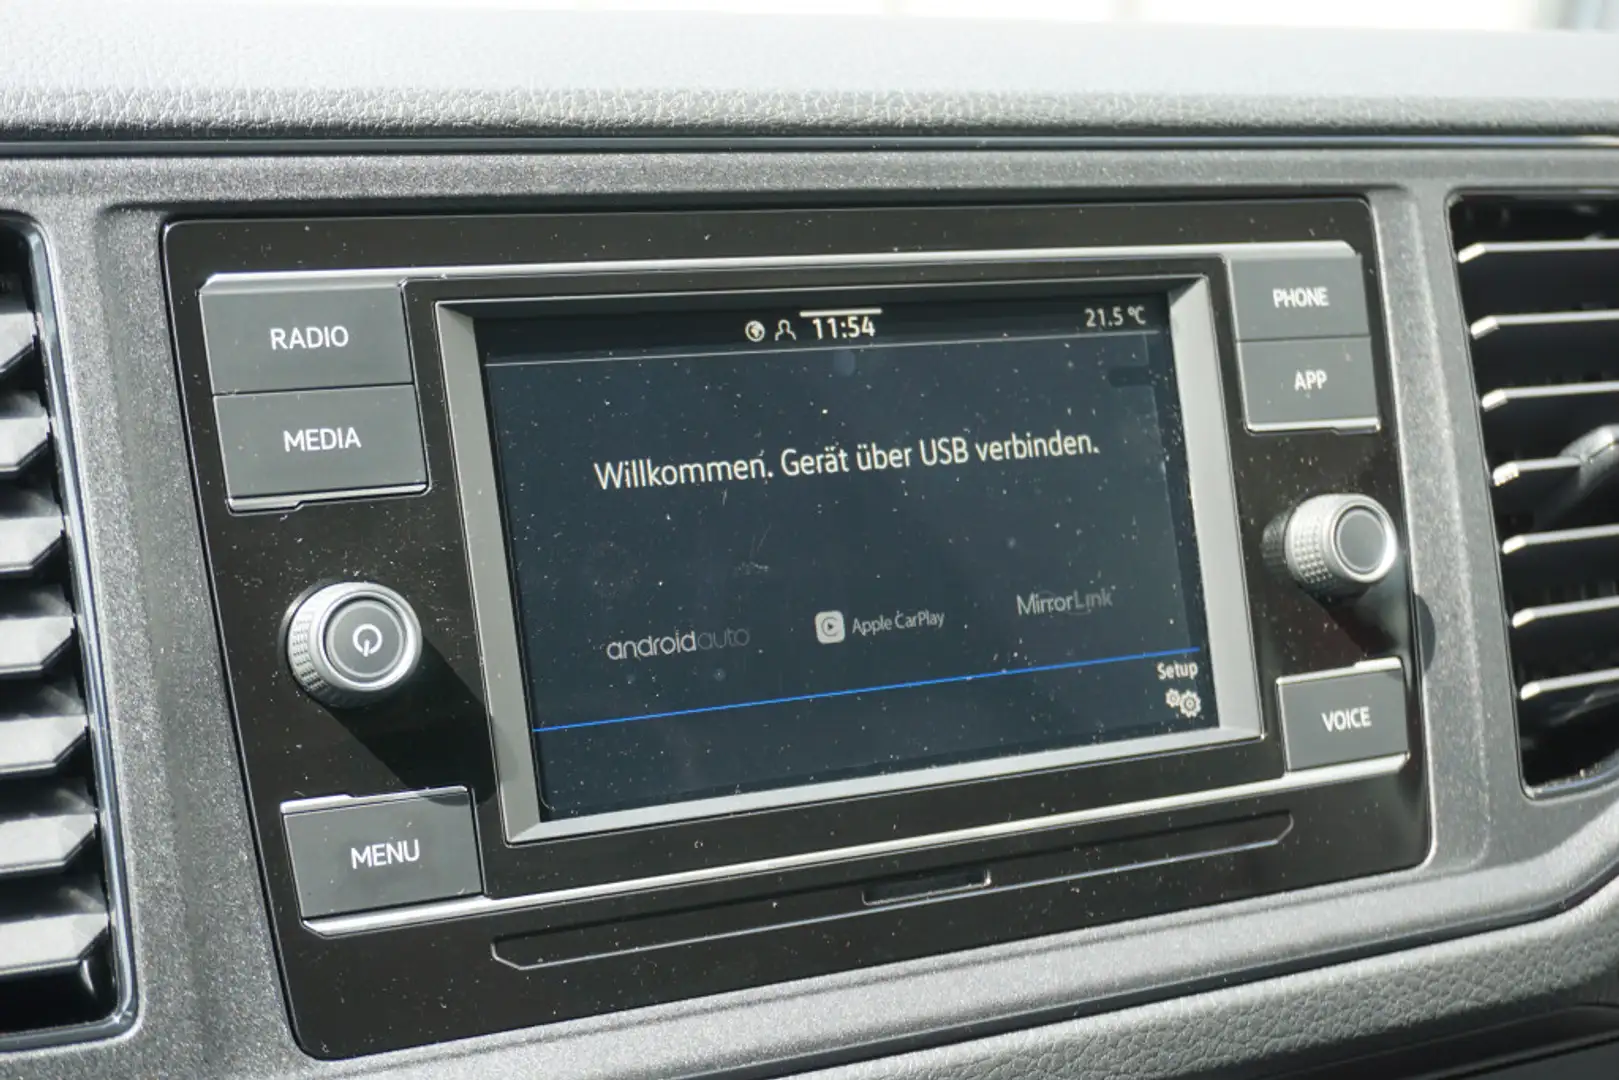 RADIO
MEDIA
MENU
11:54
21.5 °C
Willkommen. Gerät über USB verbinden.
androidauto
Apple CarPlay
MirrorLink
Setup
PHONE
APP
VOICE